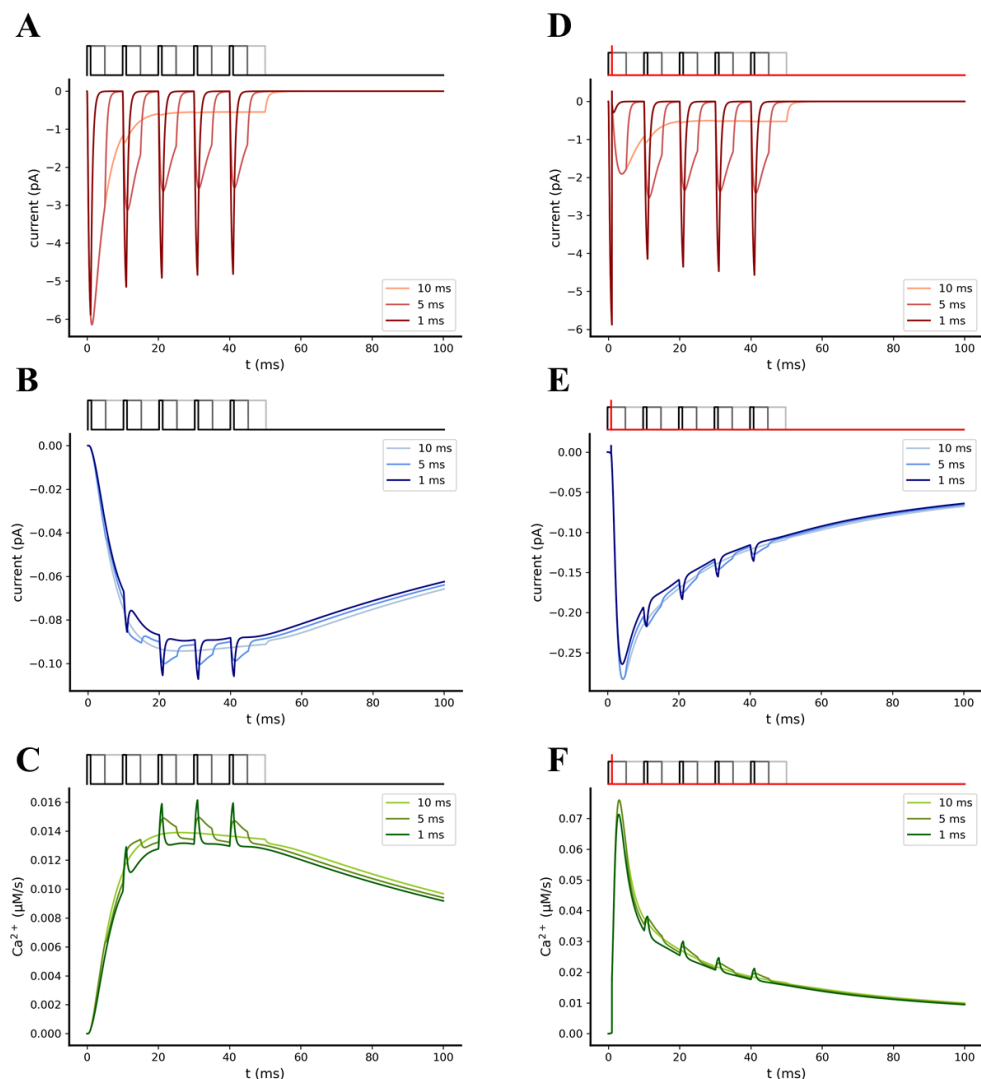 A
0
−1
−2
−3
−4
−5
−6
current (pA)
10 ms
5 ms
1 ms
0 20 40 60 80 100
t (ms)
D
0
−1
−2
−3
−4
−5
−6
current (pA)
10 ms
5 ms
1 ms
0 20 40 60 80 100
t (ms)
B
0.00
−0.02
−0.04
−0.06
−0.08
−0.10
current (pA)
10 ms
5 ms
1 ms
0 20 40 60 80 100
t (ms)
E
0.00
−0.05
−0.10
−0.15
−0.20
−0.25
current (pA)
10 ms
5 ms
1 ms
0 20 40 60 80 100
t (ms)
C
0.016
0.014
0.012
0.010
0.008
0.006
0.004
0.002
0.000
Ca²⁺ (μM/s)
10 ms
5 ms
1 ms
0 20 40 60 80 100
t (ms)
F
0.07
0.06
0.05
0.04
0.03
0.02
0.01
0.00
Ca²⁺ (μM/s)
10 ms
5 ms
1 ms
0 20 40 60 80 100
t (ms)